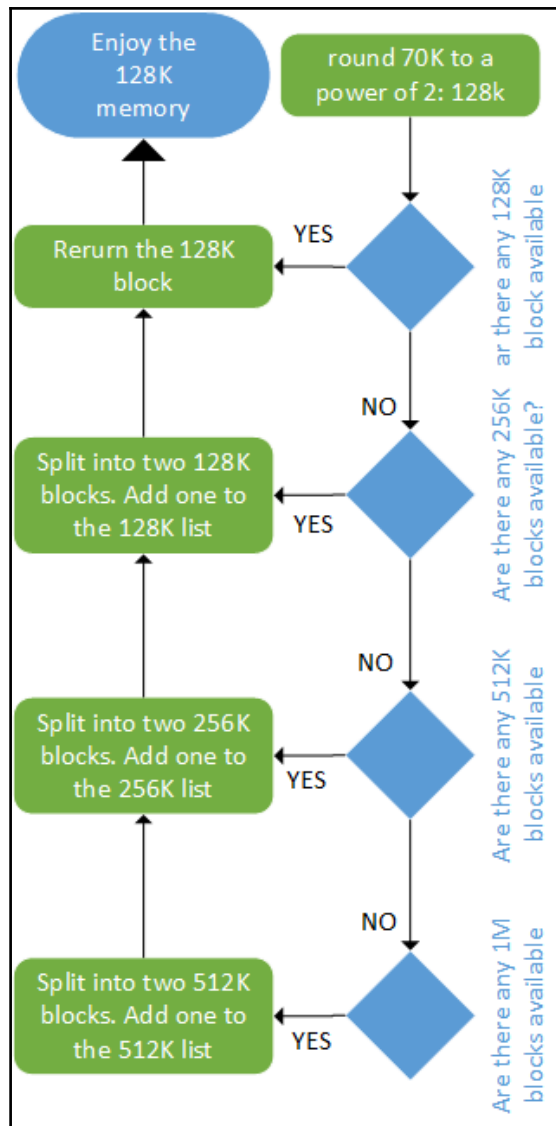 Enjoy the
128K
memory
round 70K to a
power of 2: 128k
ar there any 128K
block available
YES
Rerurn the 128K
block
NO
Are there any 256K
blocks available?
YES
Split into two 128K
blocks. Add one to
the 128K list
NO
Are there any 512K
blocks available
YES
Split into two 256K
blocks. Add one to
the 256K list
NO
Are there any 1M
blocks available
YES
Split into two 512K
blocks. Add one to
the 512K list